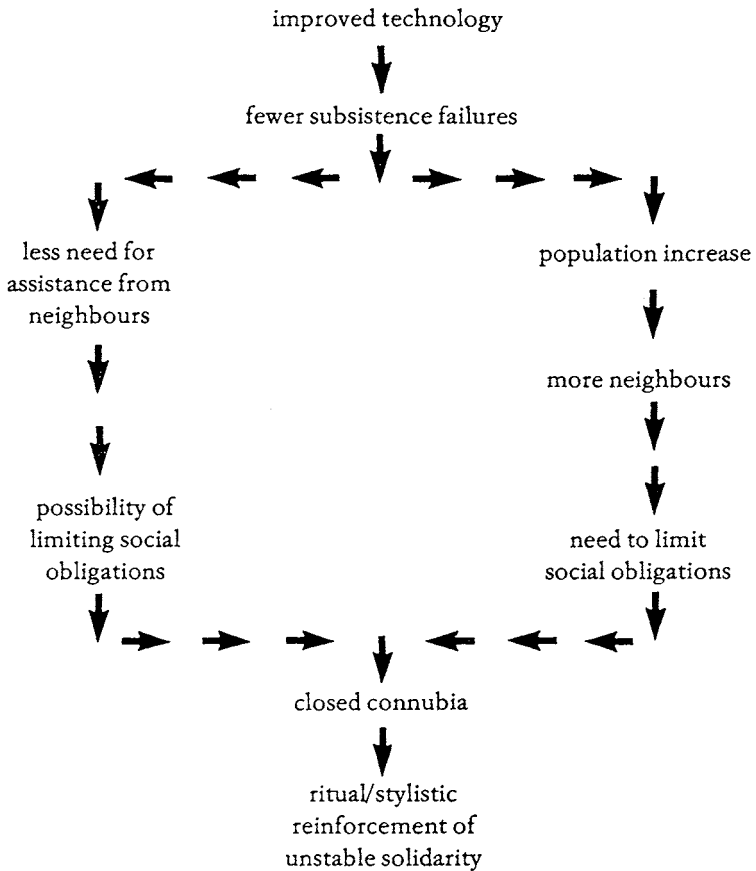 improved technology
fewer subsistence failures
less need for
assistance from
neighbours
population increase
more neighbours
possibility of
limiting social
obligations
need to limit
social obligations
closed connubia
ritual/stylistic
reinforcement of
unstable solidarity